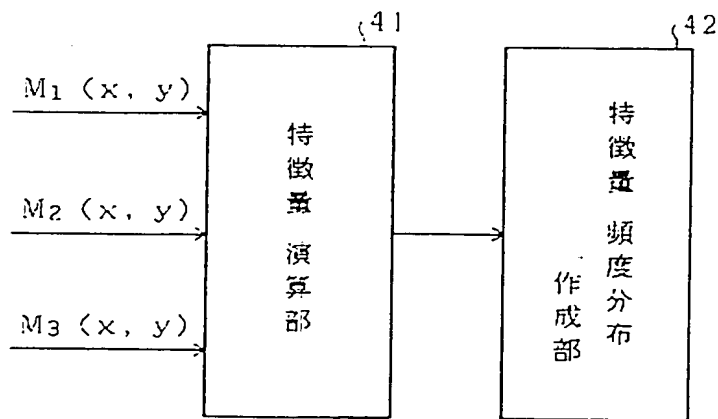 41
42
M1 (x, y)
M2 (x, y)
M3 (x, y)
特徴量 演算部
特徴量 頻度分布
作成部